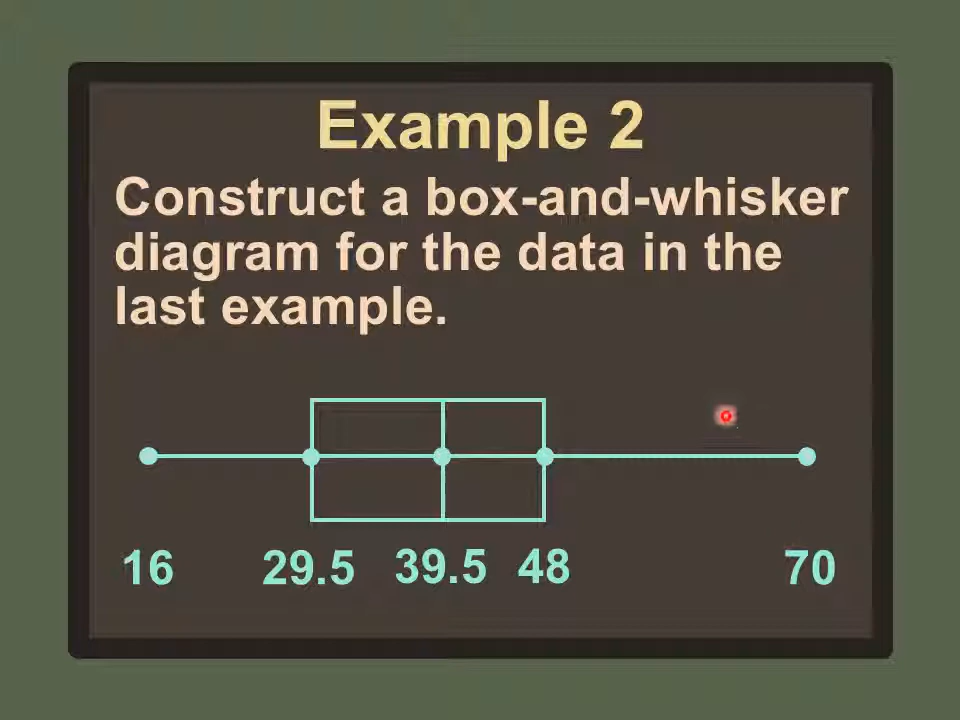 Example 2
Construct a box-and-whisker
diagram for the data in the
last example.
16 29.5 39.5 48 70